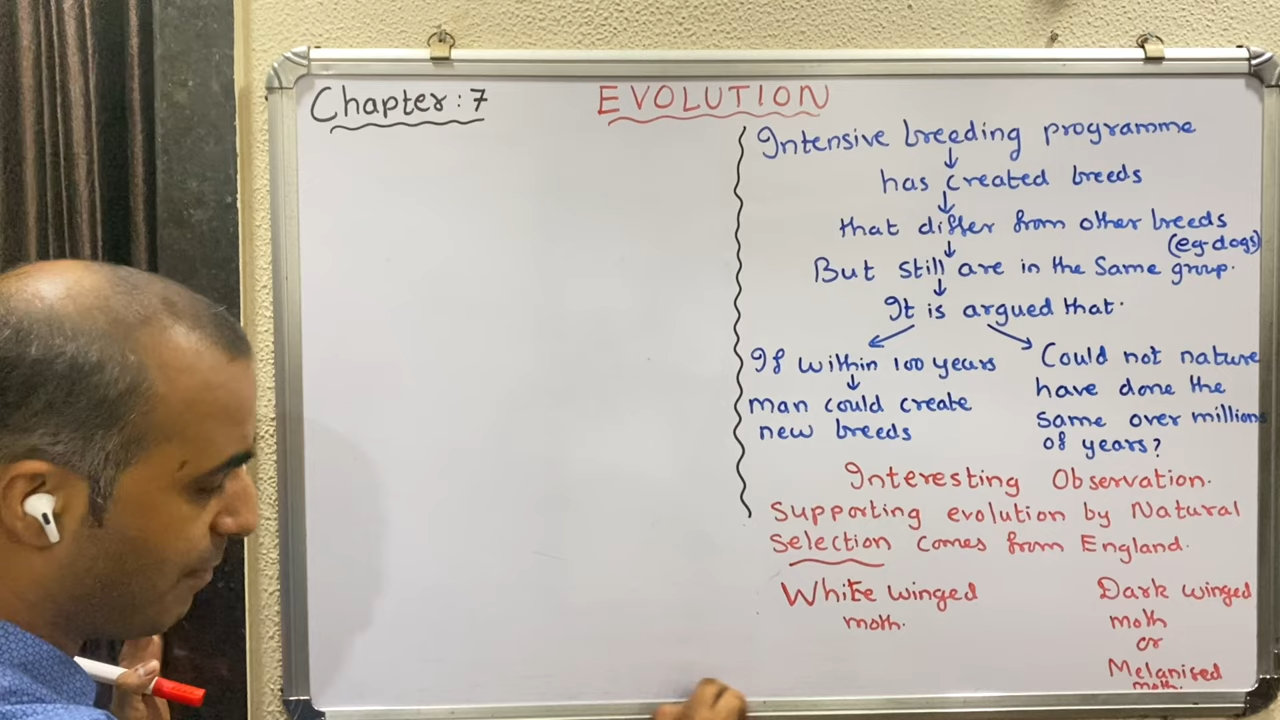 Chapter: 7
EVOLUTION
Intensive breeding programme
has created breeds
that differ from other breeds
(eg-dogs)
But still are in the Same group.
It is argued that.
If within 100 years
man could create
new breeds
Could not nature
have done the
same over millions
of years?
Interesting Observation.
Supporting evolution by Natural
Selection comes from England.
White winged
moth.
Dark winged
moth
or
Melanised
moth.